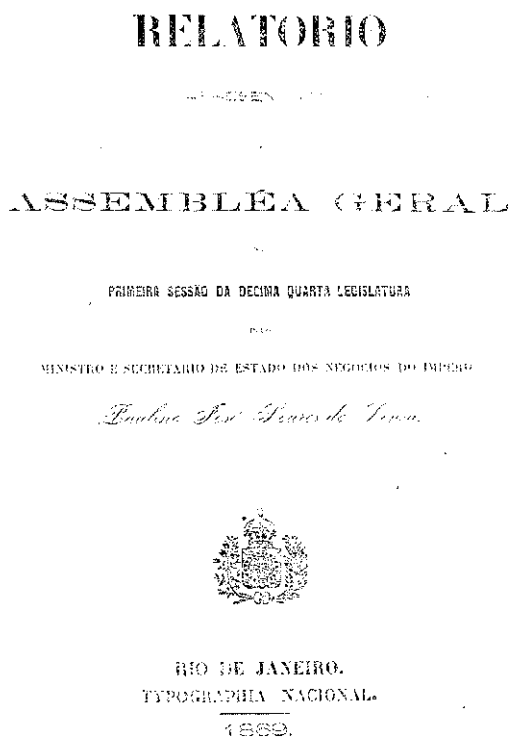 RELATORIO
ASSEMBLÉA GERAL
PRIMEIRA SESSÃO DA DECIMA QUARTA LEGISLATURA
PELO
MINISTRO E SECRETARIO DE ESTADO DOS NEGOCIOS DO IMPERIO
Paulino José Soares de Souza.
RIO DE JANEIRO.
TYPOGRAPHIA NACIONAL.
1869.